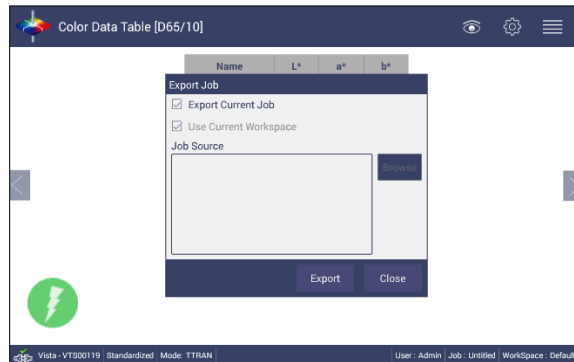 Color Data Table [D65/10]
Name L* a* b*
Export Job
Export Current Job
Use Current Workspace
Job Source
Browse
Export Close
Vista - VTS00119 Standardized Mode: TTRAN User : Admin Job : Untitled WorkSpace : Default